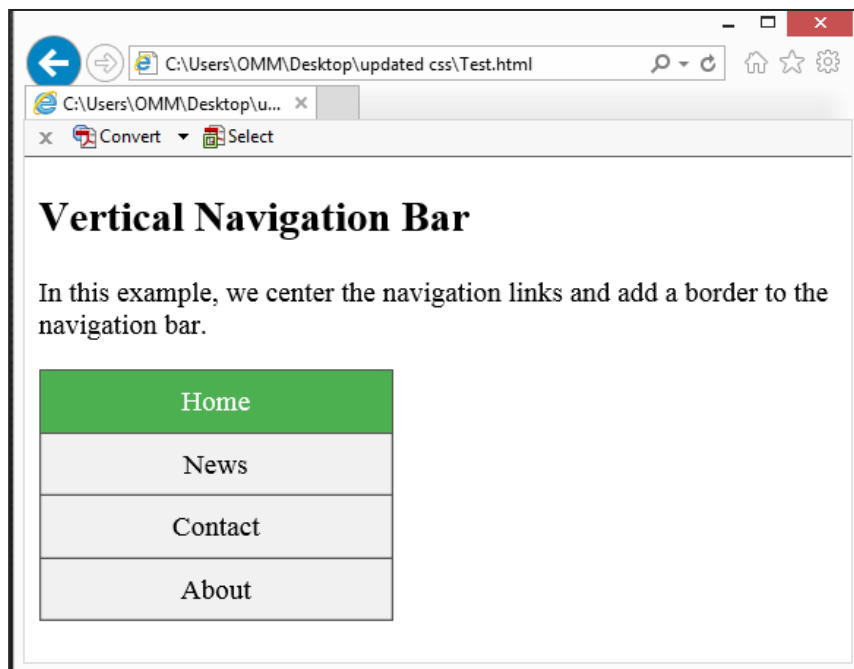 C:\Users\OMM\Desktop\updated css\Test.html
C:\Users\OMM\Desktop\u...
Convert Select
Vertical Navigation Bar
In this example, we center the navigation links and add a border to the
navigation bar.
Home
News
Contact
About